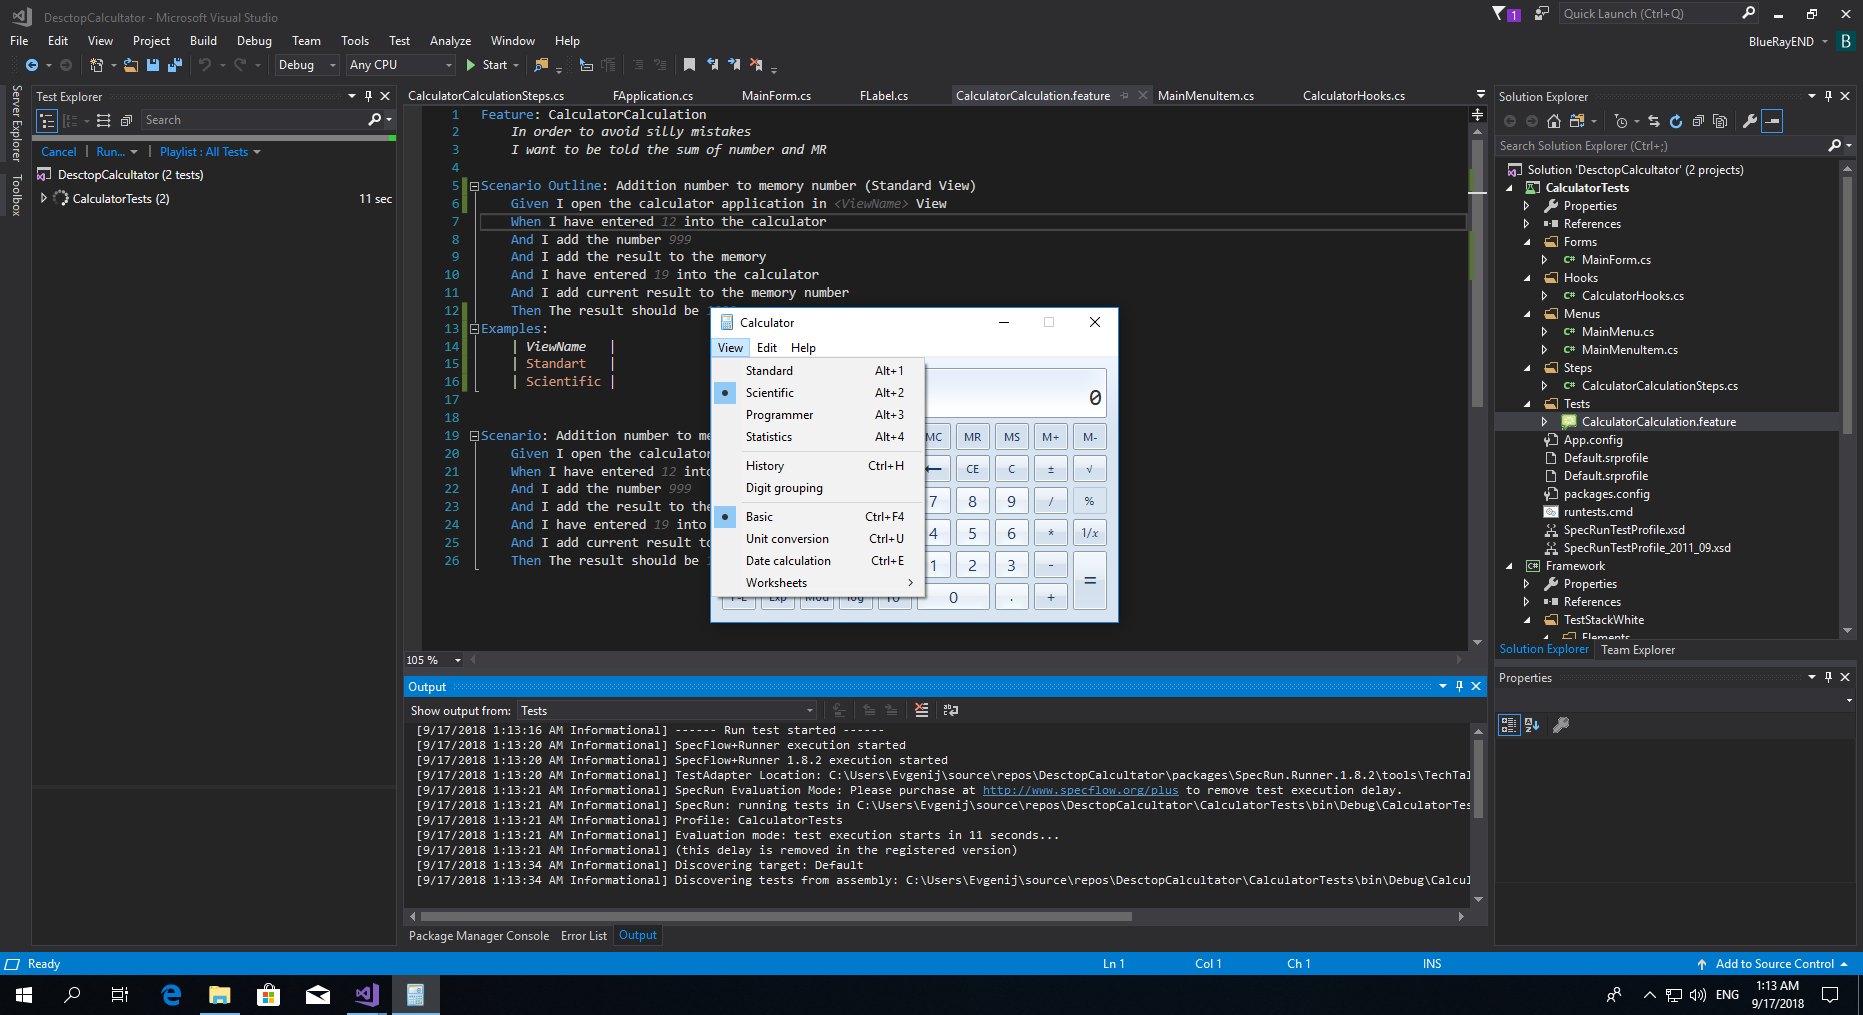 DesctopCalcultator - Microsoft Visual Studio
1
Quick Launch (Ctrl+Q)
File Edit View Project Build Debug Team Tools Test Analyze Window Help
BlueRayEND
B
Debug
Any CPU
Start
Server Explorer
Toolbox
Test Explorer
Search
Cancel
Run...
Playlist : All Tests
DesctopCalcultator (2 tests)
CalculatorTests (2) 11 sec
CalculatorCalculationSteps.cs FApplication.cs MainForm.cs FLabel.cs CalculatorCalculation.feature MainMenuItem.cs CalculatorHooks.cs
1 Feature: CalculatorCalculation
2 In order to avoid silly mistakes
3 I want to be told the sum of number and MR
4
5 Scenario Outline: Addition number to memory number (Standard View)
6 Given I open the calculator application in <ViewName> View
7 When I have entered 12 into the calculator
8 And I add the number 999
9 And I add the result to the memory
10 And I have entered 19 into the calculator
11 And I add current result to the memory number
12 Then The result should be
13 Examples:
14 | ViewName |
15 | Standart |
16 | Scientific |
17
18
19 Scenario: Addition number to me
20 Given I open the calculator
21 When I have entered 12 into
22 And I add the number 999
23 And I add the result to the
24 And I have entered 19 into
25 And I add current result to
26 Then The result should be
105 %
Calculator
View Edit Help
Standard Alt+1
Scientific Alt+2
Programmer Alt+3
Statistics Alt+4
History Ctrl+H
Digit grouping
Basic Ctrl+F4
Unit conversion Ctrl+U
Date calculation Ctrl+E
Worksheets
0
MC MR MS M+ M-
← CE C ± √
7 8 9 / %
4 5 6 * 1/x
1 2 3 - =
F-E Exp Mod log 0 . +
Output
Show output from: Tests
[9/17/2018 1:13:16 AM Informational] ------ Run test started ------
[9/17/2018 1:13:20 AM Informational] SpecFlow+Runner execution started
[9/17/2018 1:13:20 AM Informational] SpecFlow+Runner 1.8.2 execution started
[9/17/2018 1:13:20 AM Informational] TestAdapter Location: C:\Users\Evgenij\source\repos\DesctopCalcultator\packages\SpecRun.Runner.1.8.2\tools\TechTal
[9/17/2018 1:13:21 AM Informational] SpecRun Evaluation Mode: Please purchase at http://www.specflow.org/plus to remove test execution delay.
[9/17/2018 1:13:21 AM Informational] SpecRun: running tests in C:\Users\Evgenij\source\repos\DesctopCalcultator\CalculatorTests\bin\Debug\CalculatorTes
[9/17/2018 1:13:21 AM Informational] Profile: CalculatorTests
[9/17/2018 1:13:21 AM Informational] Evaluation mode: test execution starts in 11 seconds...
[9/17/2018 1:13:21 AM Informational] (this delay is removed in the registered version)
[9/17/2018 1:13:34 AM Informational] Discovering target: Default
[9/17/2018 1:13:34 AM Informational] Discovering tests from assembly: C:\Users\Evgenij\source\repos\DesctopCalcultator\CalculatorTests\bin\Debug\Calcul
Package Manager Console Error List Output
Solution Explorer
Search Solution Explorer (Ctrl+;)
Solution 'DesctopCalcultator' (2 projects)
CalculatorTests
Properties
References
Forms
C# MainForm.cs
Hooks
C# CalculatorHooks.cs
Menus
C# MainMenu.cs
C# MainMenuItem.cs
Steps
C# CalculatorCalculationSteps.cs
Tests
CalculatorCalculation.feature
App.config
Default.srprofile
Default.srprofile
packages.config
runtests.cmd
SpecRunTestProfile.xsd
SpecRunTestProfile_2011_09.xsd
C# Framework
Properties
References
TestStackWhite
Elements
Solution Explorer Team Explorer
Properties
Ready
Ln 1 Col 1 Ch 1 INS
Add to Source Control
ENG
1:13 AM
9/17/2018